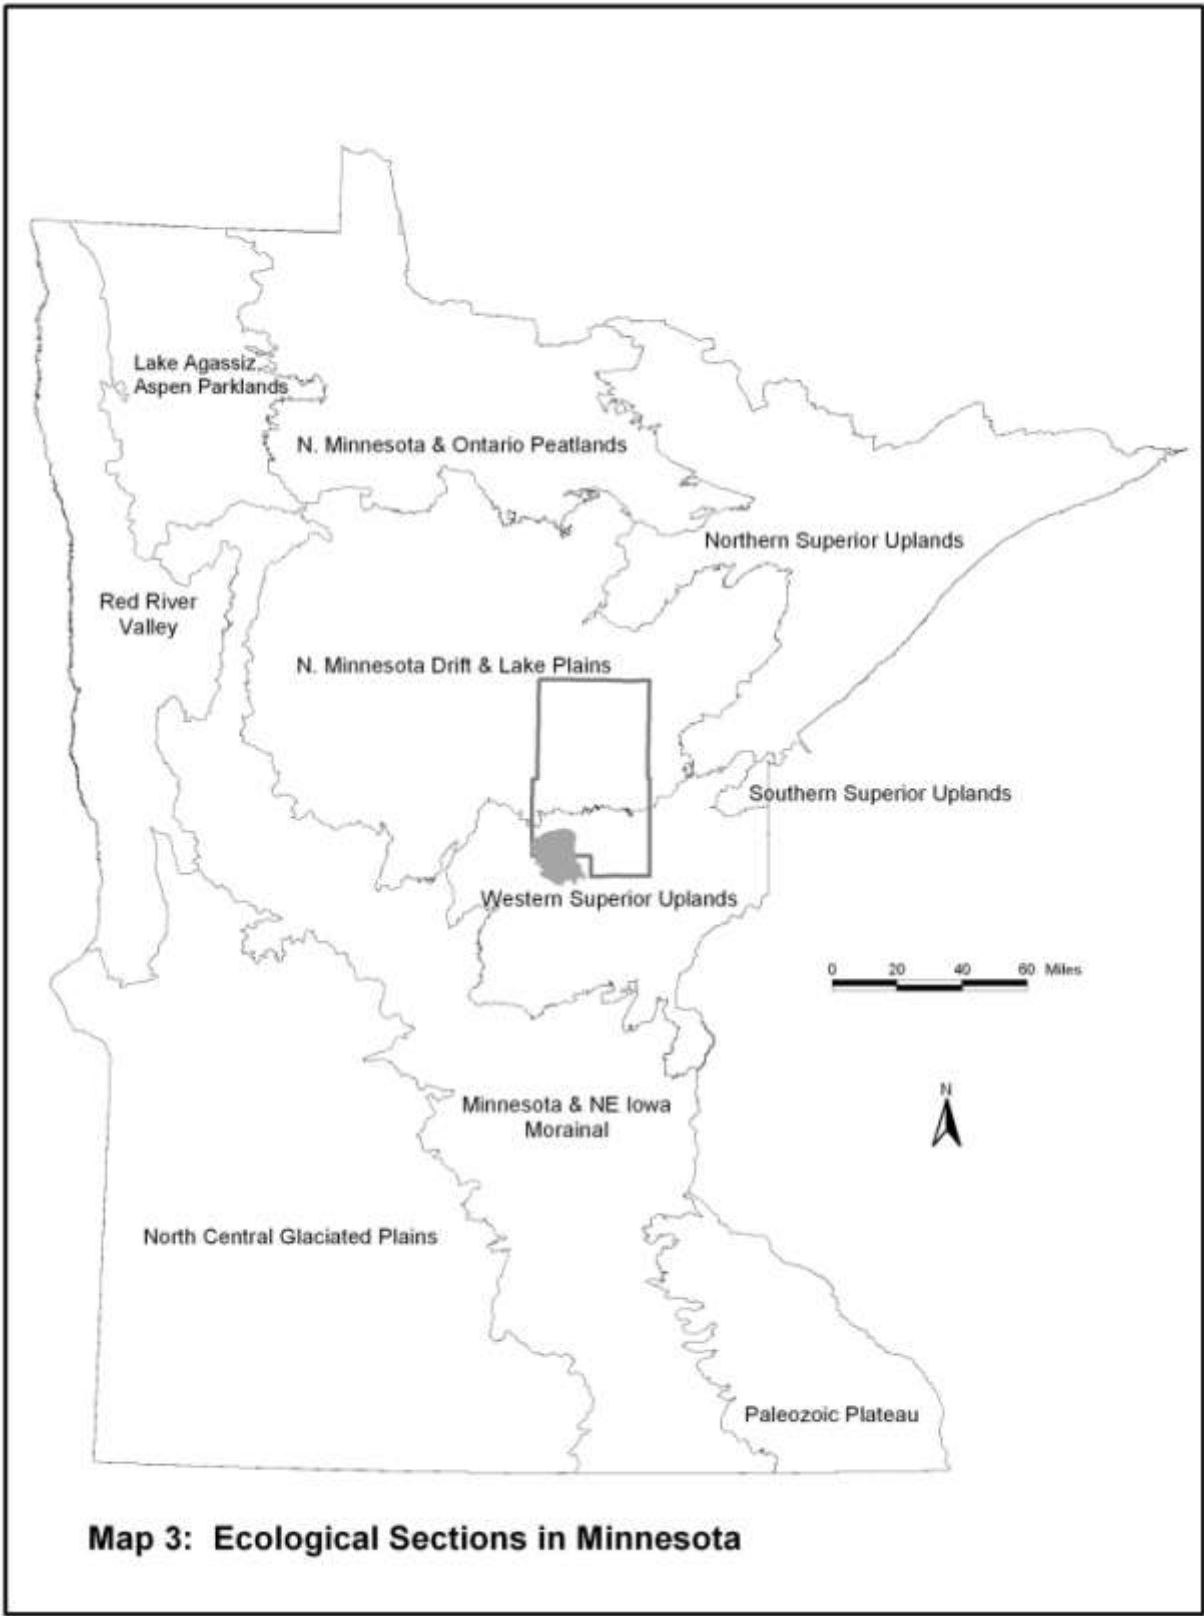 Lake Agassiz
Aspen Parklands
N. Minnesota & Ontario Peatlands
Northern Superior Uplands
Red River
Valley
N. Minnesota Drift & Lake Plains
Southern Superior Uplands
Western Superior Uplands
0 20 40 60 Miles
N
Minnesota & NE Iowa
Morainal
North Central Glaciated Plains
Paleozoic Plateau
Map 3: Ecological Sections in Minnesota